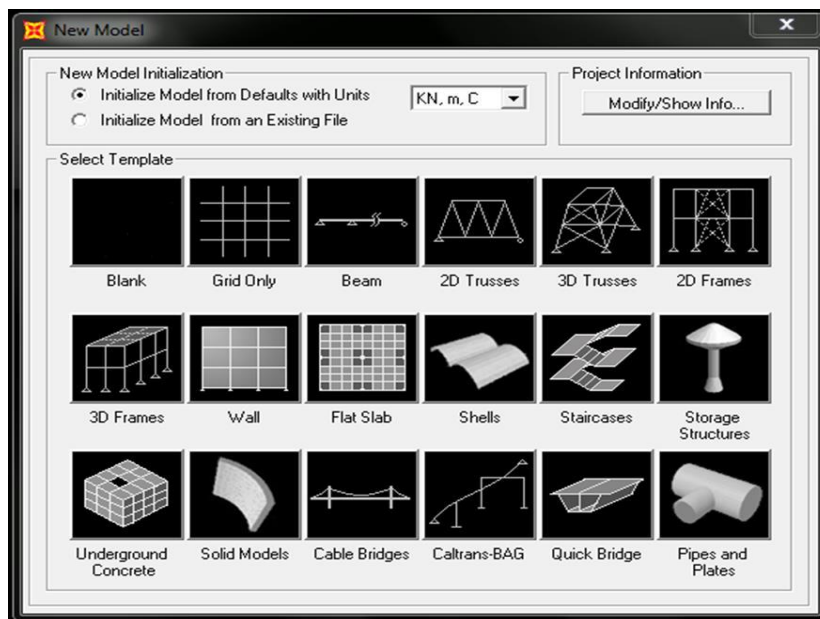 New Model
New Model Initialization
Initialize Model from Defaults with Units
KN, m, C
Initialize Model from an Existing File
Project Information
Modify/Show Info...
Select Template
Blank
Grid Only
Beam
2D Trusses
3D Trusses
2D Frames
3D Frames
Wall
Flat Slab
Shells
Staircases
Storage
Structures
Underground
Concrete
Solid Models
Cable Bridges
Caltrans-BAG
Quick Bridge
Pipes and
Plates